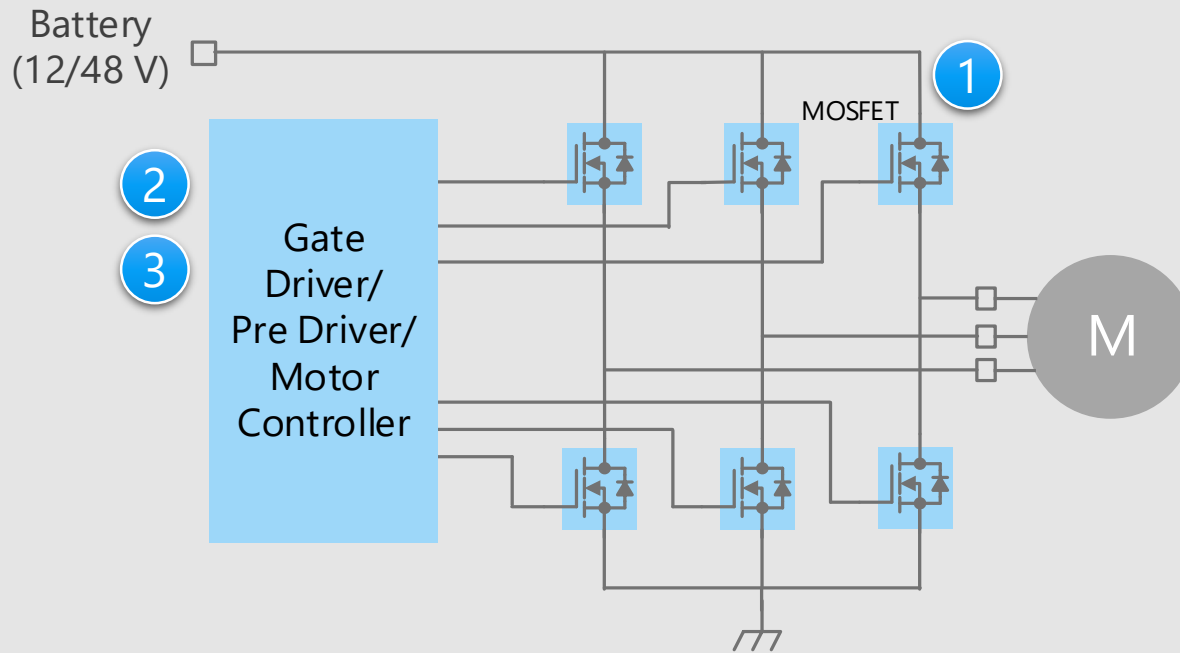 Battery
(12/48 V)
1
MOSFET
2
3
Gate
Driver/
Pre Driver/
Motor
Controller
M